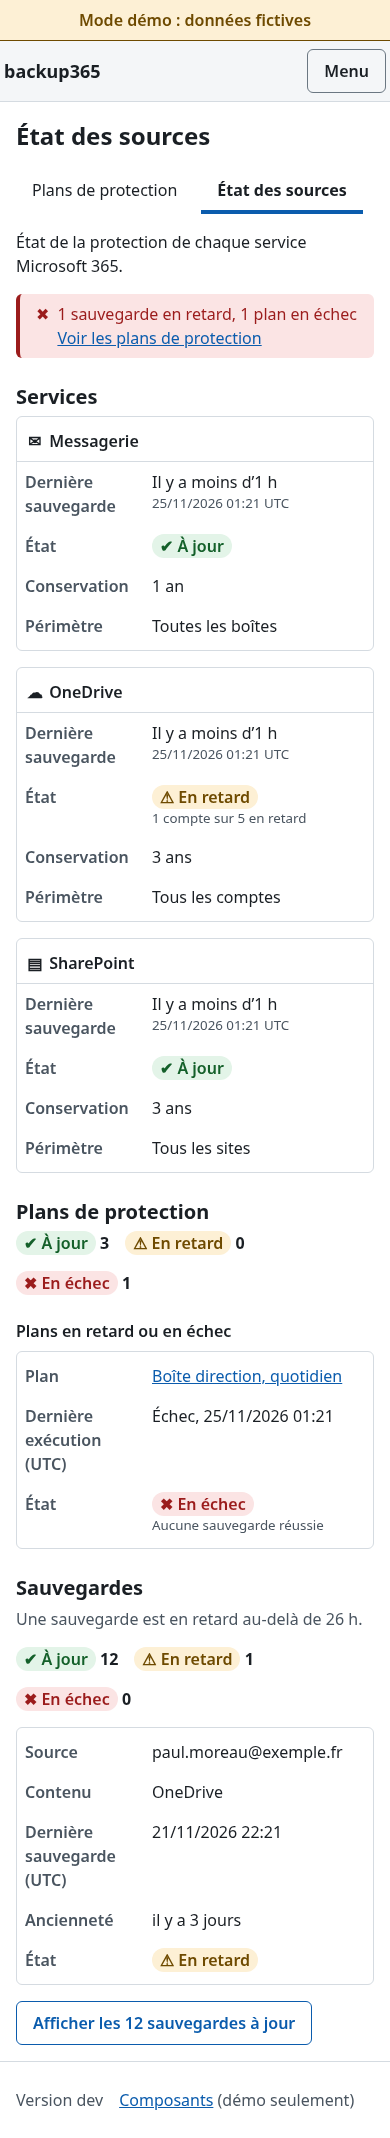 Mode démo : données fictives
backup365
Menu
État des sources
Plans de protection
État des sources
État de la protection de chaque service
Microsoft 365.
✖ 1 sauvegarde en retard, 1 plan en échec
Voir les plans de protection
Services
✉ Messagerie
Dernière
sauvegarde
Il y a moins d’1 h
25/11/2026 01:21 UTC
État
✔ À jour
Conservation
1 an
Périmètre
Toutes les boîtes
☁ OneDrive
Dernière
sauvegarde
Il y a moins d’1 h
25/11/2026 01:21 UTC
État
⚠ En retard
1 compte sur 5 en retard
Conservation
3 ans
Périmètre
Tous les comptes
▤ SharePoint
Dernière
sauvegarde
Il y a moins d’1 h
25/11/2026 01:21 UTC
État
✔ À jour
Conservation
3 ans
Périmètre
Tous les sites
Plans de protection
✔ À jour 3 ⚠ En retard 0
✖ En échec 1
Plans en retard ou en échec
Plan
Boîte direction, quotidien
Dernière
exécution
(UTC)
Échec, 25/11/2026 01:21
État
✖ En échec
Aucune sauvegarde réussie
Sauvegardes
Une sauvegarde est en retard au-delà de 26 h.
✔ À jour 12 ⚠ En retard 1
✖ En échec 0
Source
paul.moreau@exemple.fr
Contenu
OneDrive
Dernière
sauvegarde
(UTC)
21/11/2026 22:21
Ancienneté
il y a 3 jours
État
⚠ En retard
Afficher les 12 sauvegardes à jour
Version dev Composants (démo seulement)